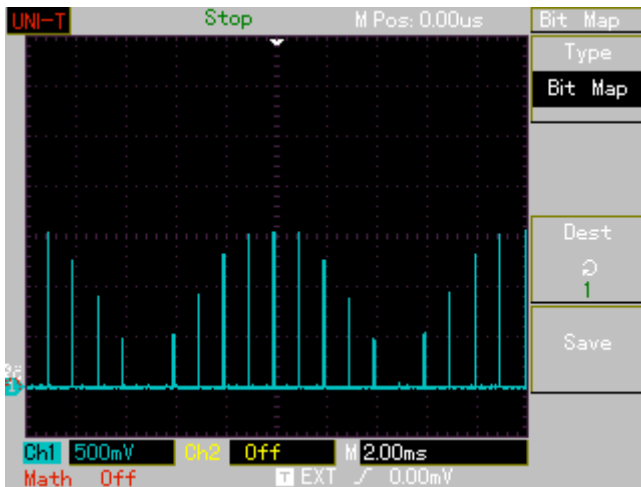 UNI-T Stop M Pos: 0.00us Bit Map
Type
Bit Map
Dest
1
Save
Ch1 500mV Ch2 Off M 2.00ms
Math Off T EXT 0.00mV